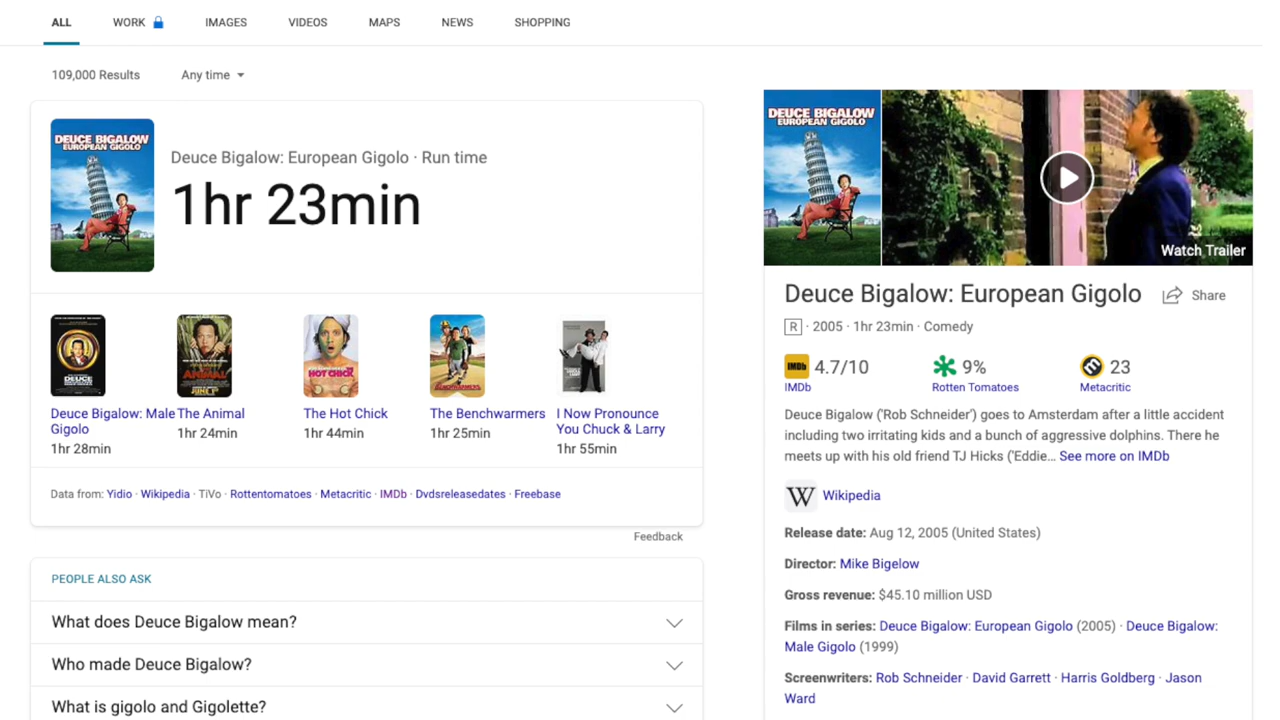 ALL WORK IMAGES VIDEOS MAPS NEWS SHOPPING
109,000 Results Any time
DEUCE BIGALOW
EUROPEAN GIGOLO
Deuce Bigalow: European Gigolo · Run time
1hr 23min
DEUCE
ANIMAL
HOT CHICK
Deuce Bigalow: Male Gigolo
1hr 28min
The Animal
1hr 24min
The Hot Chick
1hr 44min
The Benchwarmers
1hr 25min
I Now Pronounce
You Chuck & Larry
1hr 55min
Data from: Yidio · Wikipedia · TiVo · Rottentomatoes · Metacritic · IMDb · Dvdsreleasedates · Freebase
Feedback
PEOPLE ALSO ASK
What does Deuce Bigalow mean?
Who made Deuce Bigalow?
What is gigolo and Gigolette?
DEUCE BIGALOW
EUROPEAN GIGOLO
Watch Trailer
Deuce Bigalow: European Gigolo Share
R · 2005 · 1hr 23min · Comedy
IMDb 4.7/10 9% 23
IMDb Rotten Tomatoes Metacritic
Deuce Bigalow ('Rob Schneider') goes to Amsterdam after a little accident
including two irritating kids and a bunch of aggressive dolphins. There he
meets up with his old friend TJ Hicks ('Eddie… See more on IMDb
W Wikipedia
Release date: Aug 12, 2005 (United States)
Director: Mike Bigelow
Gross revenue: $45.10 million USD
Films in series: Deuce Bigalow: European Gigolo (2005) · Deuce Bigalow:
Male Gigolo (1999)
Screenwriters: Rob Schneider · David Garrett · Harris Goldberg · Jason
Ward